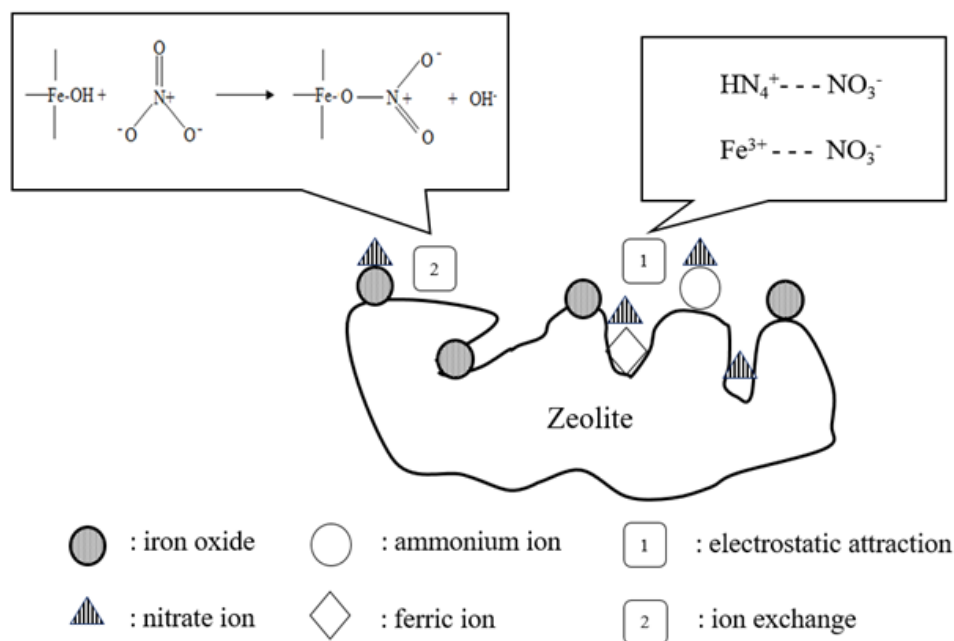 O O⁻
Fe-OH + N+ → Fe-O—N+ + OH⁻
⁻O O⁻ O
HN₄⁺--- NO₃⁻
Fe³⁺--- NO₃⁻
2
1
Zeolite
: iron oxide : ammonium ion 1 : electrostatic attraction
: nitrate ion : ferric ion 2 : ion exchange